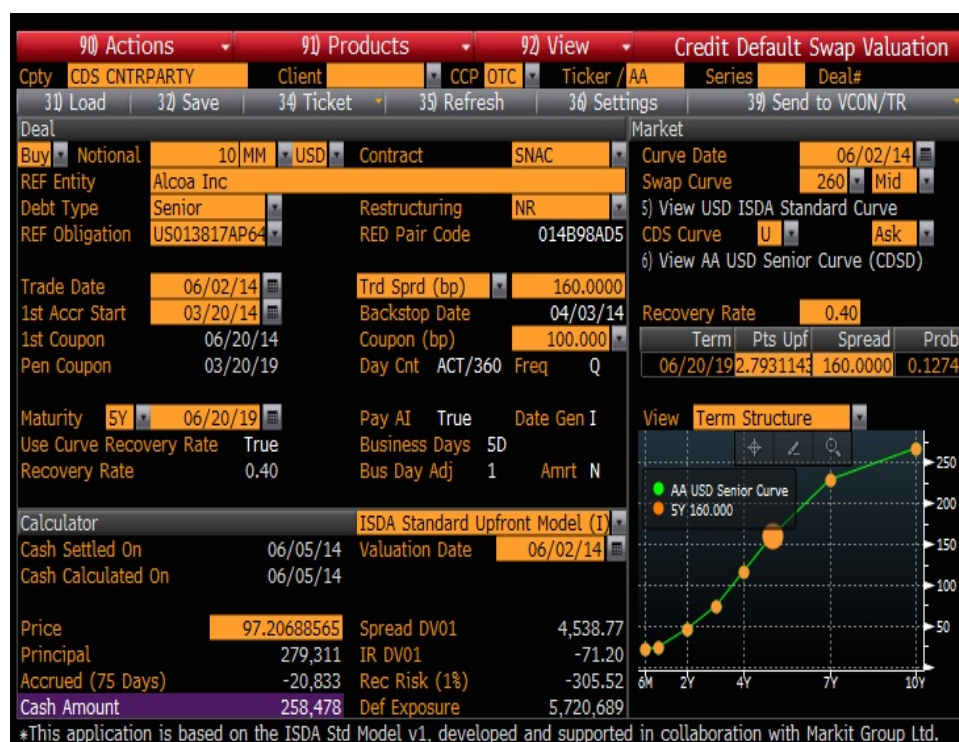 90) Actions 91) Products 92) View Credit Default Swap Valuation
Cpty CDS CNTRPARTY Client CCP OTC Ticker / AA Series Deal#
31) Load 32) Save 34) Ticket 35) Refresh 36) Settings 39) Send to VCON/TR
Deal Market
Buy Notional 10 MM USD Contract SNAC Curve Date 06/02/14
REF Entity Alcoa Inc Swap Curve 260 Mid
Debt Type Senior Restructuring NR 5) View USD ISDA Standard Curve
REF Obligation US013817AP64 RED Pair Code 014B98AD5 CDS Curve U Ask
6) View AA USD Senior Curve (CDSD)
Trade Date 06/02/14 Trd Sprd (bp) 160.0000
1st Accr Start 03/20/14 Backstop Date 04/03/14 Recovery Rate 0.40
1st Coupon 06/20/14 Coupon (bp) 100.000 Term Pts Upf Spread Prob
Pen Coupon 03/20/19 Day Cnt ACT/360 Freq Q 06/20/19 2.7931143 160.0000 0.1274
Maturity 5Y 06/20/19 Pay AI True Date Gen I View Term Structure
Use Curve Recovery Rate True Business Days 5D
Recovery Rate 0.40 Bus Day Adj 1 Amrt N
250
AA USD Senior Curve
5Y 160.000
200
Calculator ISDA Standard Upfront Model (I)
Cash Settled On 06/05/14 Valuation Date 06/02/14 150
Cash Calculated On 06/05/14 100
Price 97.20688565 Spread DV01 4,538.77 50
Principal 279,311 IR DV01 -71.20
Accrued (75 Days) -20,833 Rec Risk (1%) -305.52 6M 2Y 4Y 7Y 10Y
Cash Amount 258,478 Def Exposure 5,720,689
*This application is based on the ISDA Std Model v1, developed and supported in collaboration with Markit Group Ltd.